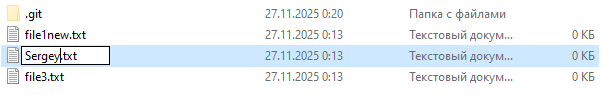 .git 27.11.2025 0:20 Папка с файлами
file1new.txt 27.11.2025 0:13 Текстовый докум... 0 КБ
Sergey.txt 27.11.2025 0:13 Текстовый докум... 0 КБ
file3.txt 27.11.2025 0:13 Текстовый докум... 0 КБ